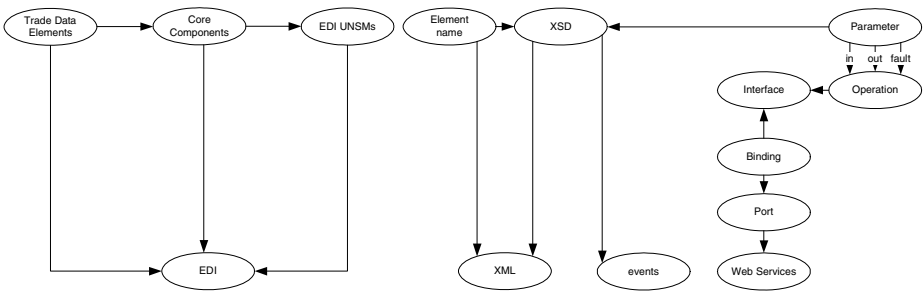 Trade Data
Elements
Core
Components
EDI UNSMs
Element
name
XSD
Parameter
in
out
fault
Interface
Operation
Binding
Port
EDI
XML
events
Web Services